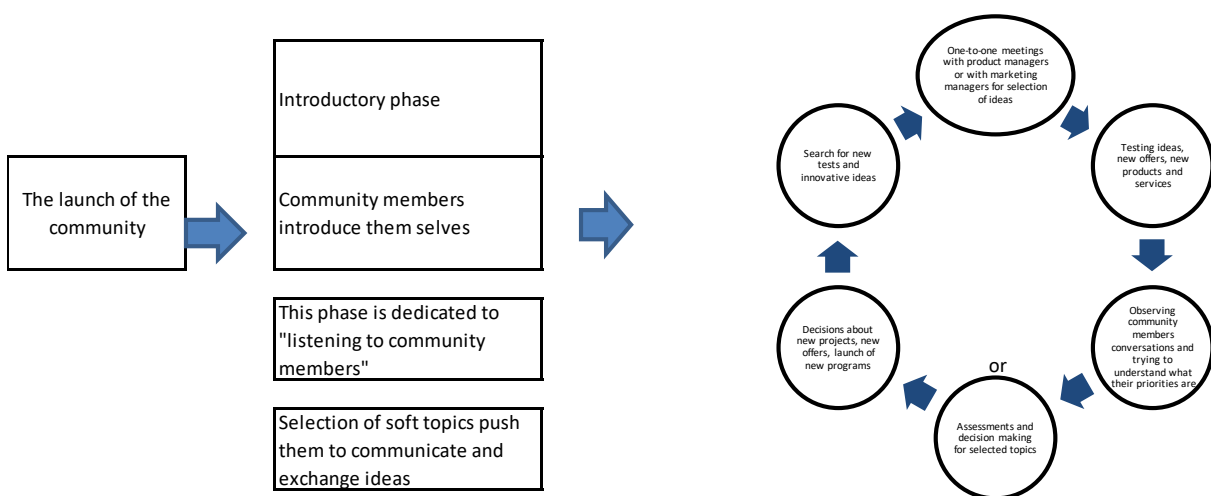 The launch of the
community
Introductory phase
Community members
introduce them selves
This phase is dedicated to
"listening to community
members"
Selection of soft topics push
them to communicate and
exchange ideas
One-to-one meetings
with product managers
or with marketing
managers for selection
of ideas
Testing ideas,
new offers, new
products and
services
Observing
community
members
conversations and
trying to
understand what
their priorities are
or
Assessments and
decision making
for selected topics
Decisions about
new projects, new
offers, launch of
new programs
Search for new
tests and
innovative ideas